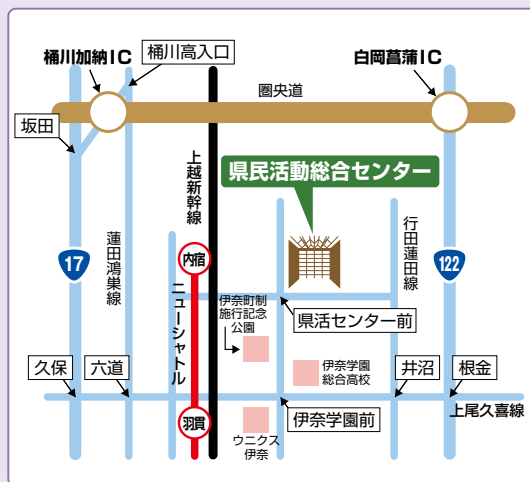 桶川加納IC
桶川高入口
白岡菖蒲IC
圏央道
坂田
上越新幹線
県民活動総合センター
17
蓮田鴻巣線
内宿
ニューシャトル
行田蓮田線
122
伊奈町制
施行記念
公園
県活センター前
伊奈学園
総合高校
久保
六道
井沼
根金
羽貫
伊奈学園前
上尾久喜線
ウニクス
伊奈